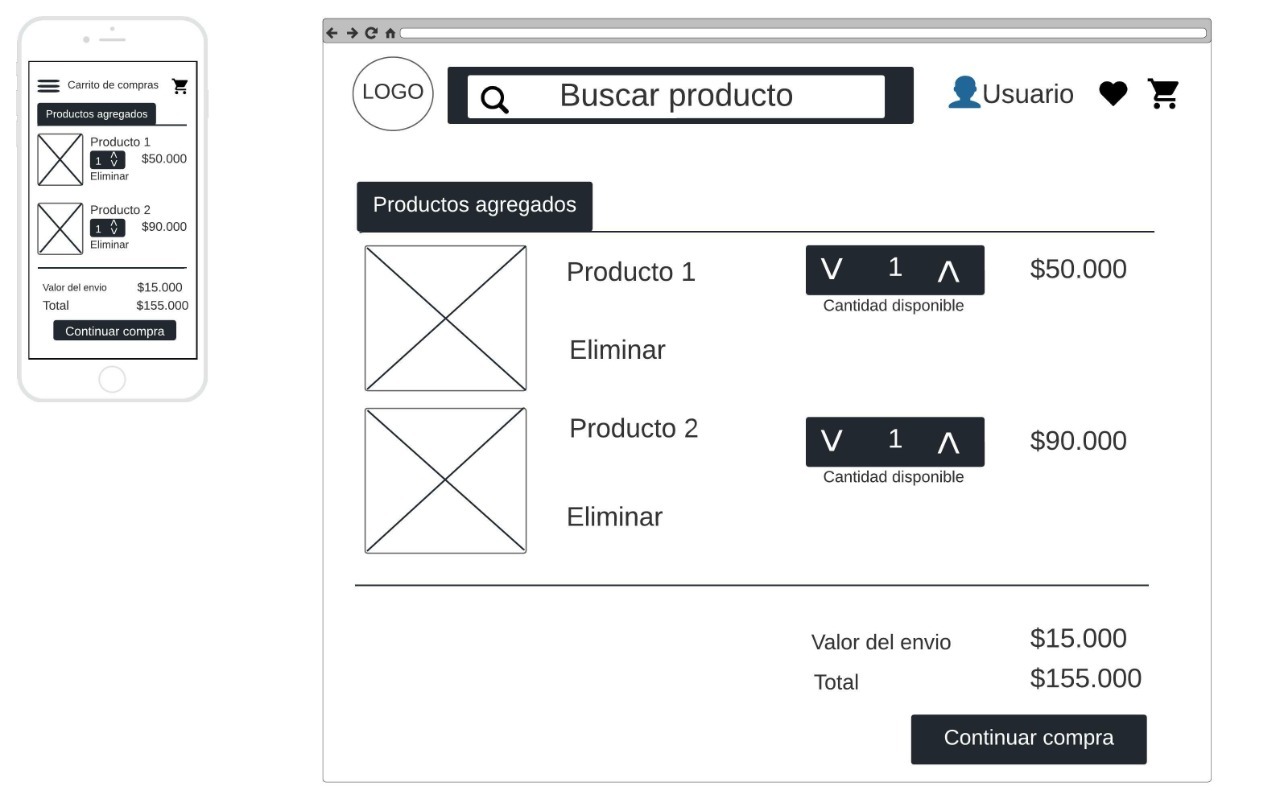 Carrito de compras
Productos agregados
Producto 1
1 $50.000
Eliminar
Producto 2
1 $90.000
Eliminar
Valor del envio $15.000
Total $155.000
Continuar compra
LOGO Buscar producto Usuario
Productos agregados
Producto 1 V 1 Λ $50.000
Cantidad disponible
Eliminar
Producto 2 V 1 Λ $90.000
Cantidad disponible
Eliminar
Valor del envio $15.000
Total $155.000
Continuar compra